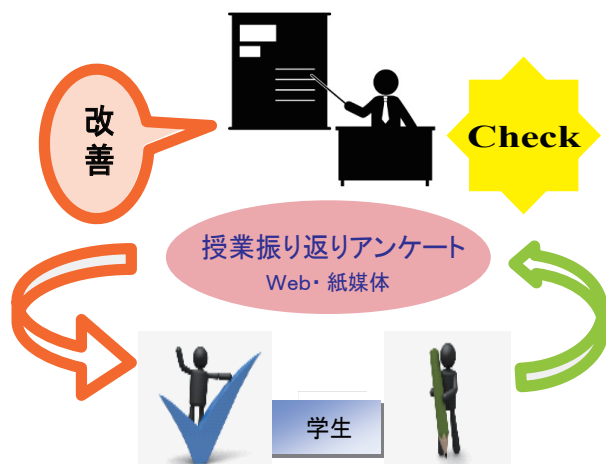 改
善
Check
授業振り返りアンケート
Web・紙媒体
学生